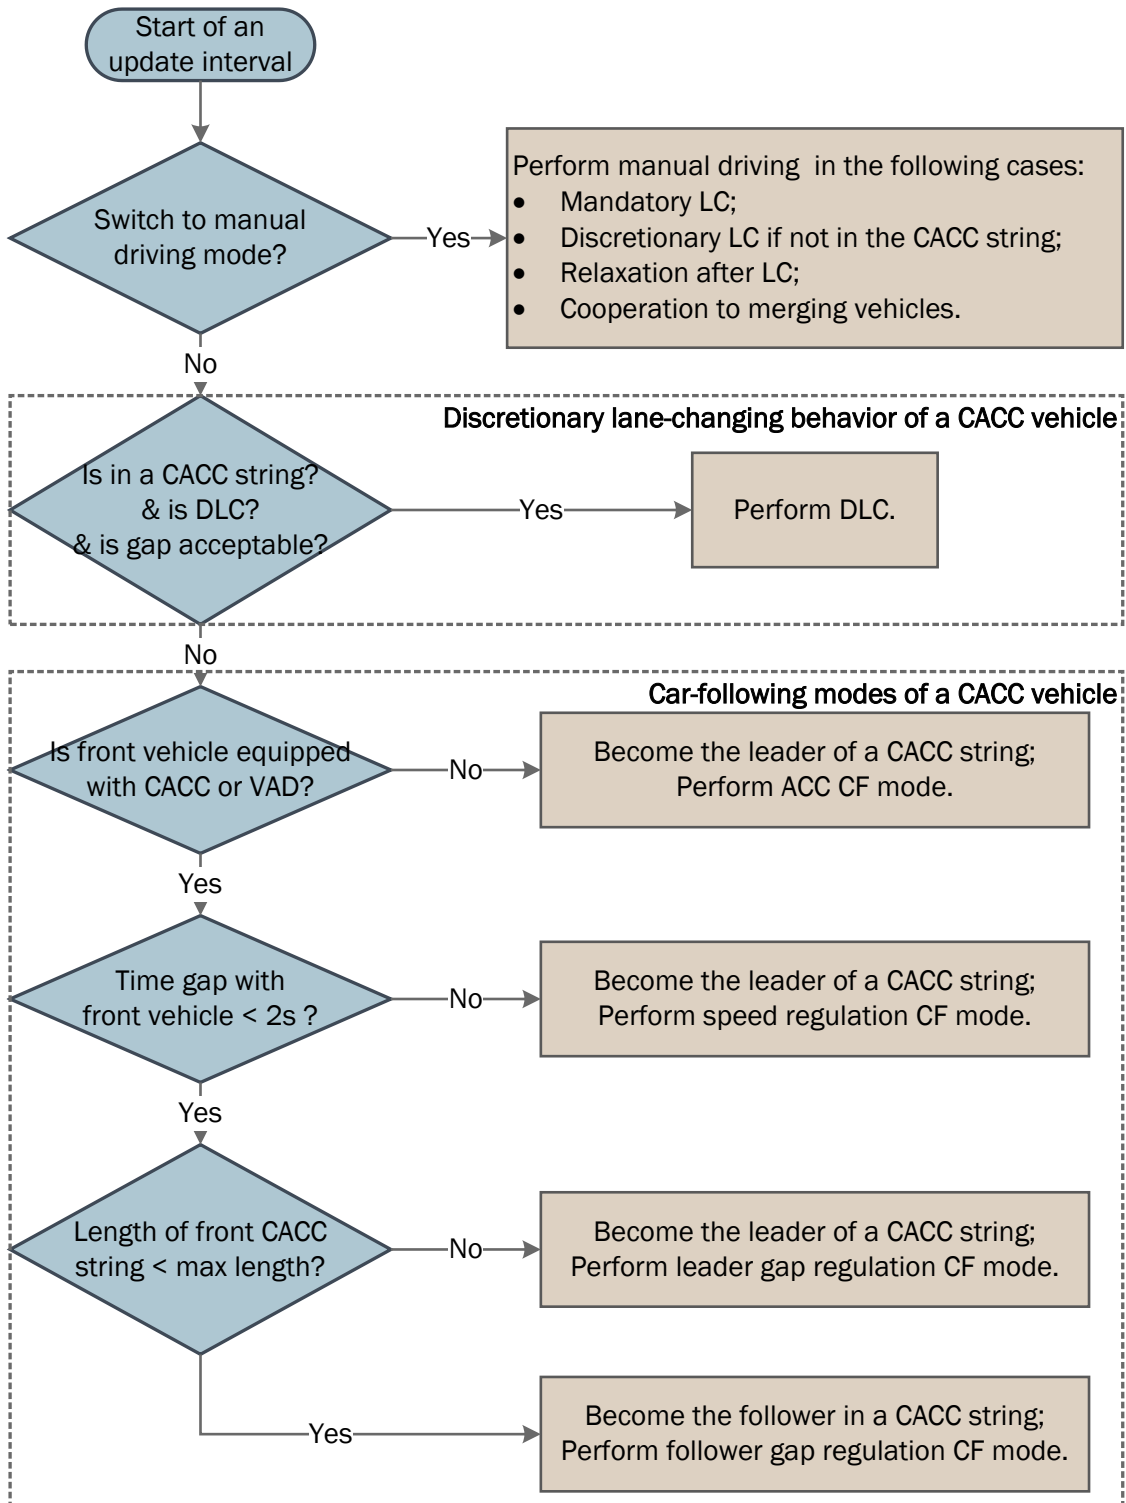 Start of an
update interval
Switch to manual
driving mode?
Yes
Perform manual driving in the following cases:
• Mandatory LC;
• Discretionary LC if not in the CACC string;
• Relaxation after LC;
• Cooperation to merging vehicles.
No
Discretionary lane-changing behavior of a CACC vehicle
Is in a CACC string?
& is DLC?
& is gap acceptable?
Yes
Perform DLC.
No
Car-following modes of a CACC vehicle
Is front vehicle equipped
with CACC or VAD?
No
Become the leader of a CACC string;
Perform ACC CF mode.
Yes
Time gap with
front vehicle < 2s ?
No
Become the leader of a CACC string;
Perform speed regulation CF mode.
Yes
Length of front CACC
string < max length?
No
Become the leader of a CACC string;
Perform leader gap regulation CF mode.
Yes
Become the follower in a CACC string;
Perform follower gap regulation CF mode.